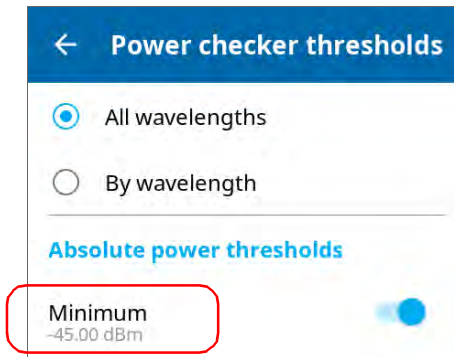 Power checker thresholds
All wavelengths
By wavelength
Absolute power thresholds
Minimum
-45.00 dBm